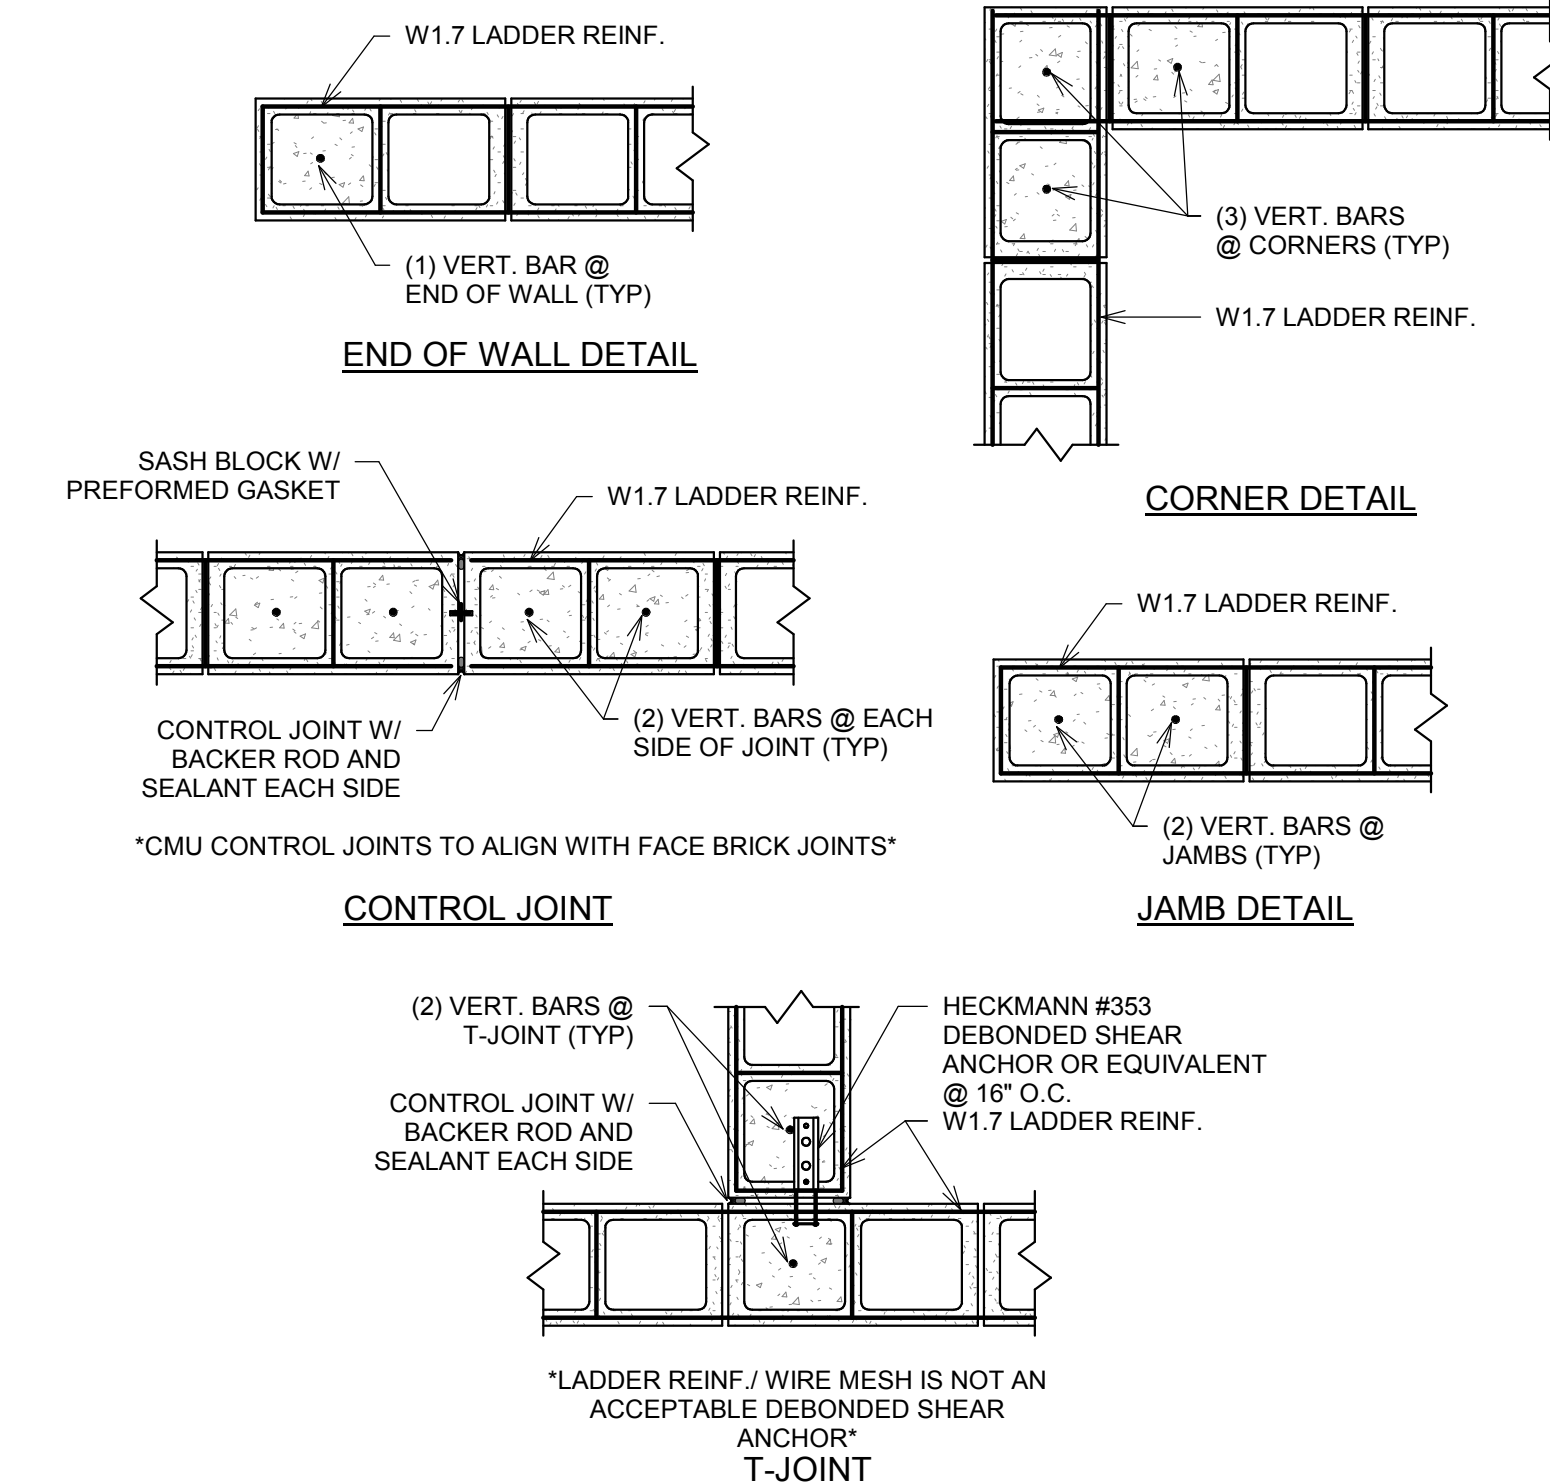 W1.7 LADDER REINF.
(1) VERT. BAR @
END OF WALL (TYP)
END OF WALL DETAIL
(3) VERT. BARS
@ CORNERS (TYP)
W1.7 LADDER REINF.
CORNER DETAIL
SASH BLOCK W/
PREFORMED GASKET
W1.7 LADDER REINF.
(2) VERT. BARS @ EACH
SIDE OF JOINT (TYP)
CONTROL JOINT W/
BACKER ROD AND
SEALANT EACH SIDE
*CMU CONTROL JOINTS TO ALIGN WITH FACE BRICK JOINTS*
CONTROL JOINT
W1.7 LADDER REINF.
(2) VERT. BARS @
JAMBS (TYP)
JAMB DETAIL
(2) VERT. BARS @
T-JOINT (TYP)
CONTROL JOINT W/
BACKER ROD AND
SEALANT EACH SIDE
HECKMANN #353
DEBONDED SHEAR
ANCHOR OR EQUIVALENT
@ 16" O.C.
W1.7 LADDER REINF.
*LADDER REINF./ WIRE MESH IS NOT AN
ACCEPTABLE DEBONDED SHEAR
ANCHOR*
T-JOINT